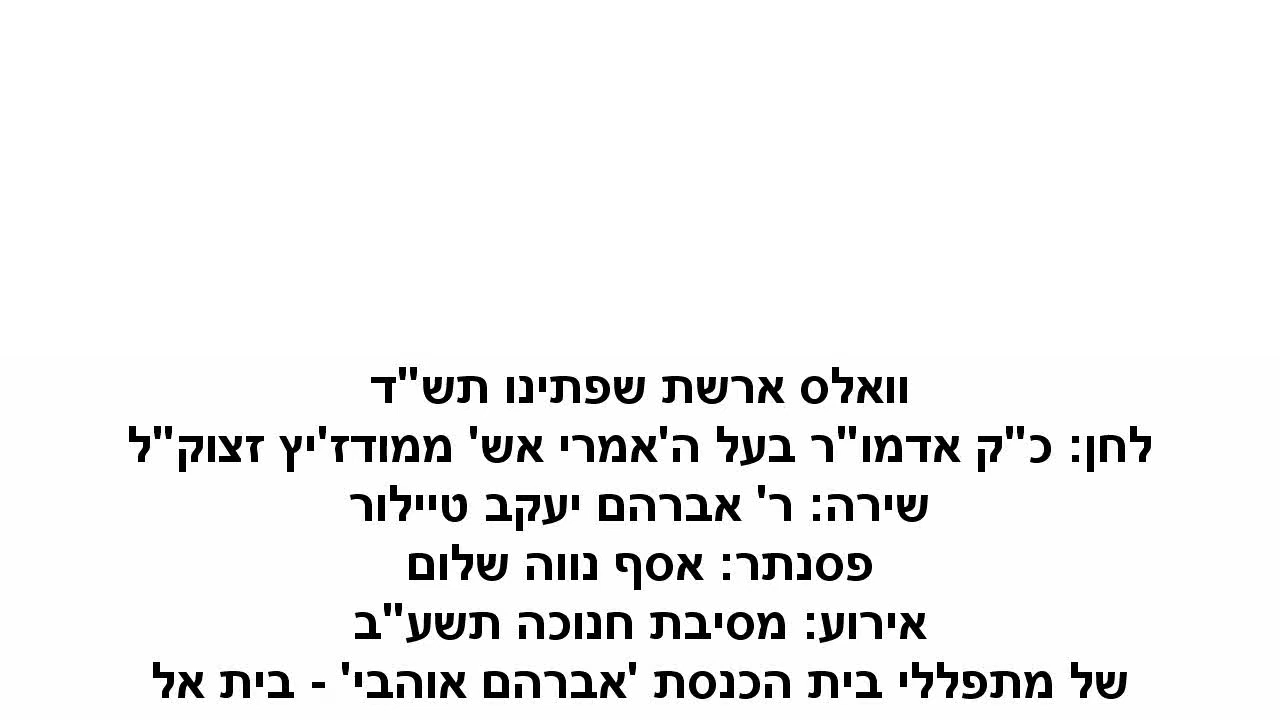 וואלס ארשת שפתינו תש"ד
לחן: כ"ק אדמו"ר בעל ה'אמרי אש' ממודז'יץ זצוק"ל
שירה: ר' אברהם יעקב טיילור
פסנתר: אסף נווה שלום
אירוע: מסיבת חנוכה תשע"ב
של מתפללי בית הכנסת 'אברהם אוהבי' - בית אל